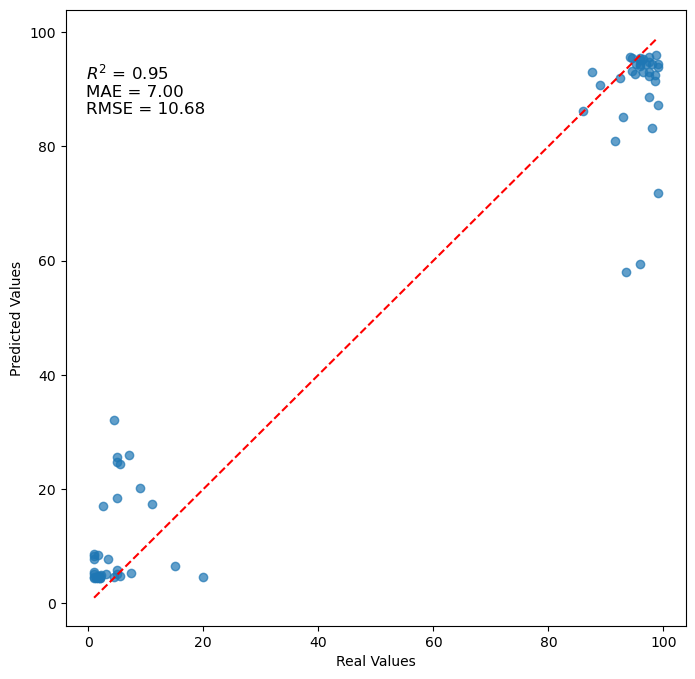 100
R² = 0.95
MAE = 7.00
RMSE = 10.68
80
60
Predicted Values
40
20
0
0 20 40 60 80 100
Real Values